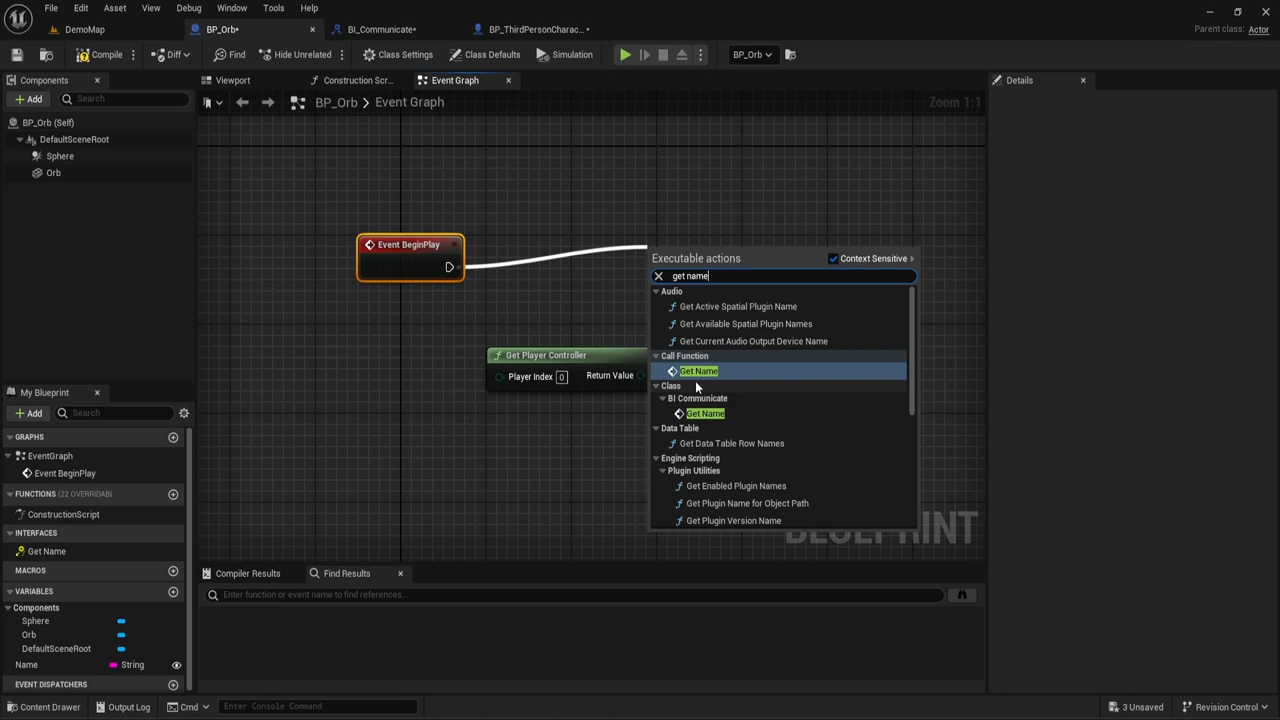 File Edit Asset View Debug Window Tools Help
DemoMap BP_Orb* BI_Communicate* BP_ThirdPersonCharac...* Parent class: Actor
Compile Diff Find Hide Unrelated Class Settings Class Defaults Simulation BP_Orb
Components Viewport Construction Scr... Event Graph Details
Add Search BP_Orb > Event Graph Zoom 1:1
BP_Orb (Self)
DefaultSceneRoot
Sphere
Orb
Event BeginPlay
Executable actions Context Sensitive
get name
Audio
Get Active Spatial Plugin Name
Get Available Spatial Plugin Names
Get Current Audio Output Device Name
Call Function
Get Name
Class
BI Communicate
Get Name
Data Table
Get Data Table Row Names
Engine Scripting
Plugin Utilities
Get Enabled Plugin Names
Get Plugin Name for Object Path
Get Plugin Version Name
Get Player Controller
Player Index 0 Return Value
BLUEPRINT
My Blueprint
Add Search
GRAPHS
EventGraph
Event BeginPlay
FUNCTIONS (22 OVERRIDABL
ConstructionScript
INTERFACES
Get Name
MACROS
VARIABLES
Components
Sphere
Orb
DefaultSceneRoot
Name String
EVENT DISPATCHERS
Compiler Results Find Results
Enter function or event name to find references...
Content Drawer Output Log Cmd Enter Console Command 3 Unsaved Revision Control